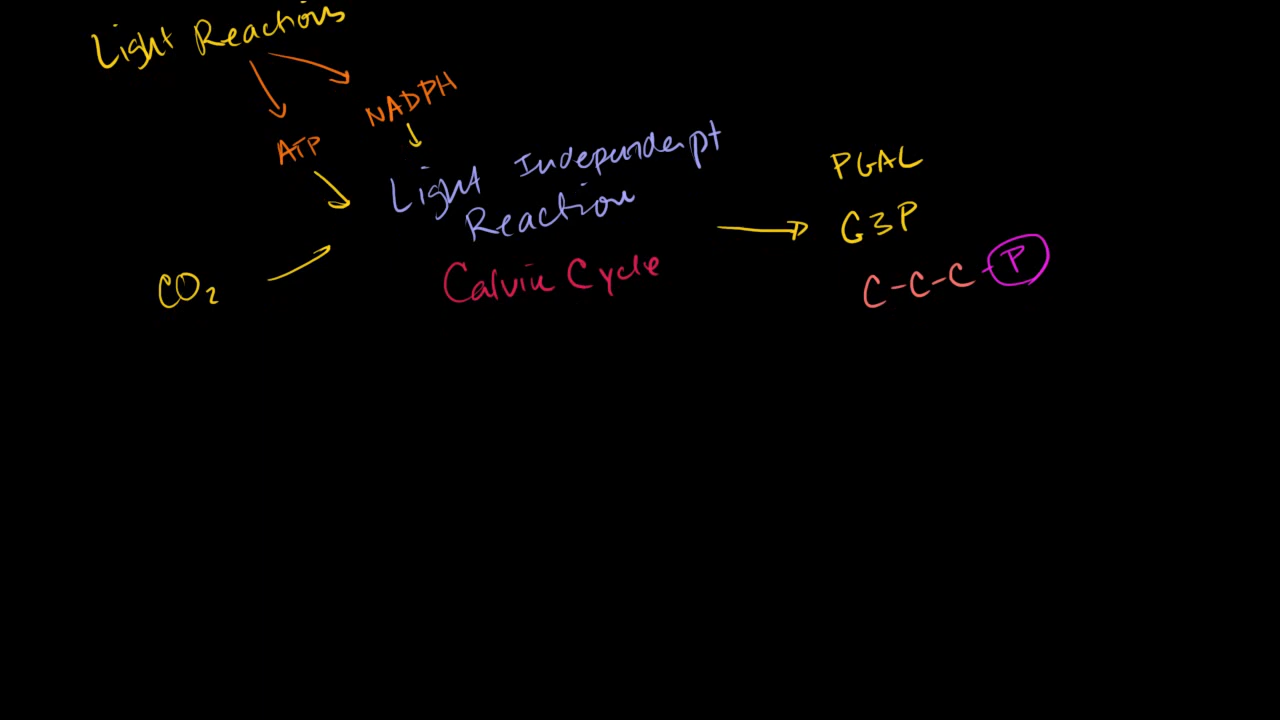 Light Reactions
NADPH
ATP
Light Independent
Reaction
PGAL
G3P
CO2
Calvin Cycle
C-C-C-P